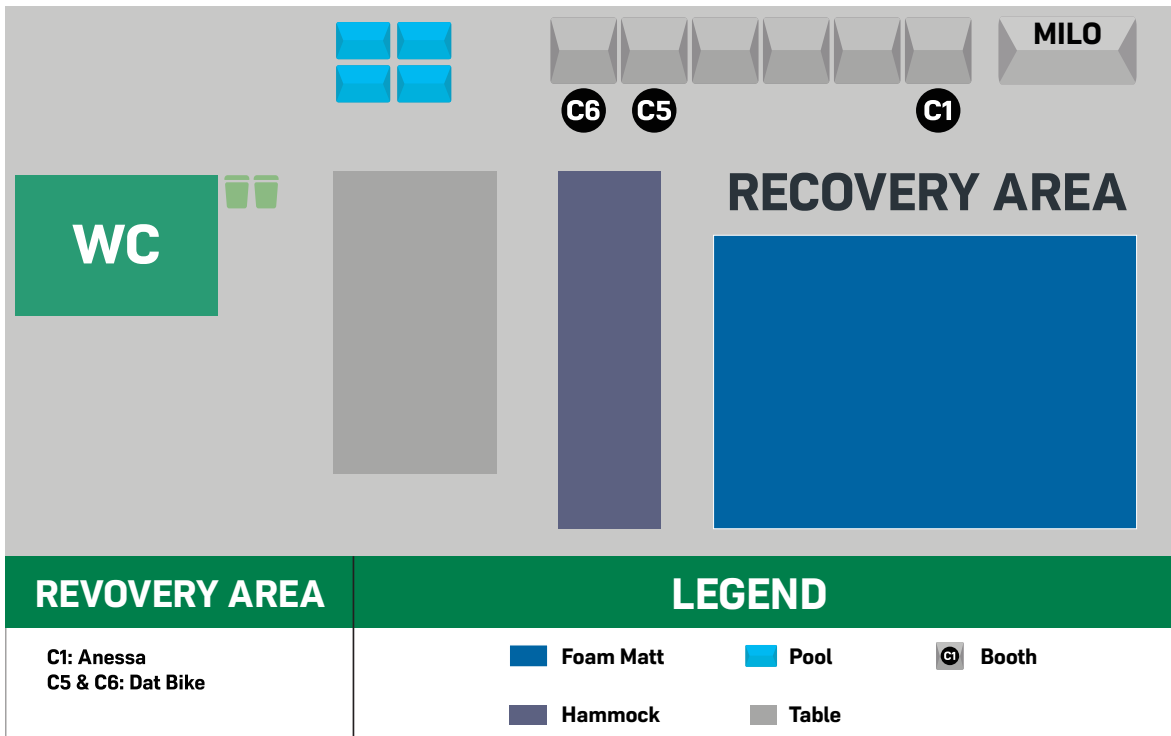 MILO
C6
C5
C1
RECOVERY AREA
WC
REVOVERY AREA
C1: Anessa
C5 & C6: Dat Bike
LEGEND
Foam Matt
Pool
C1
Booth
Hammock
Table